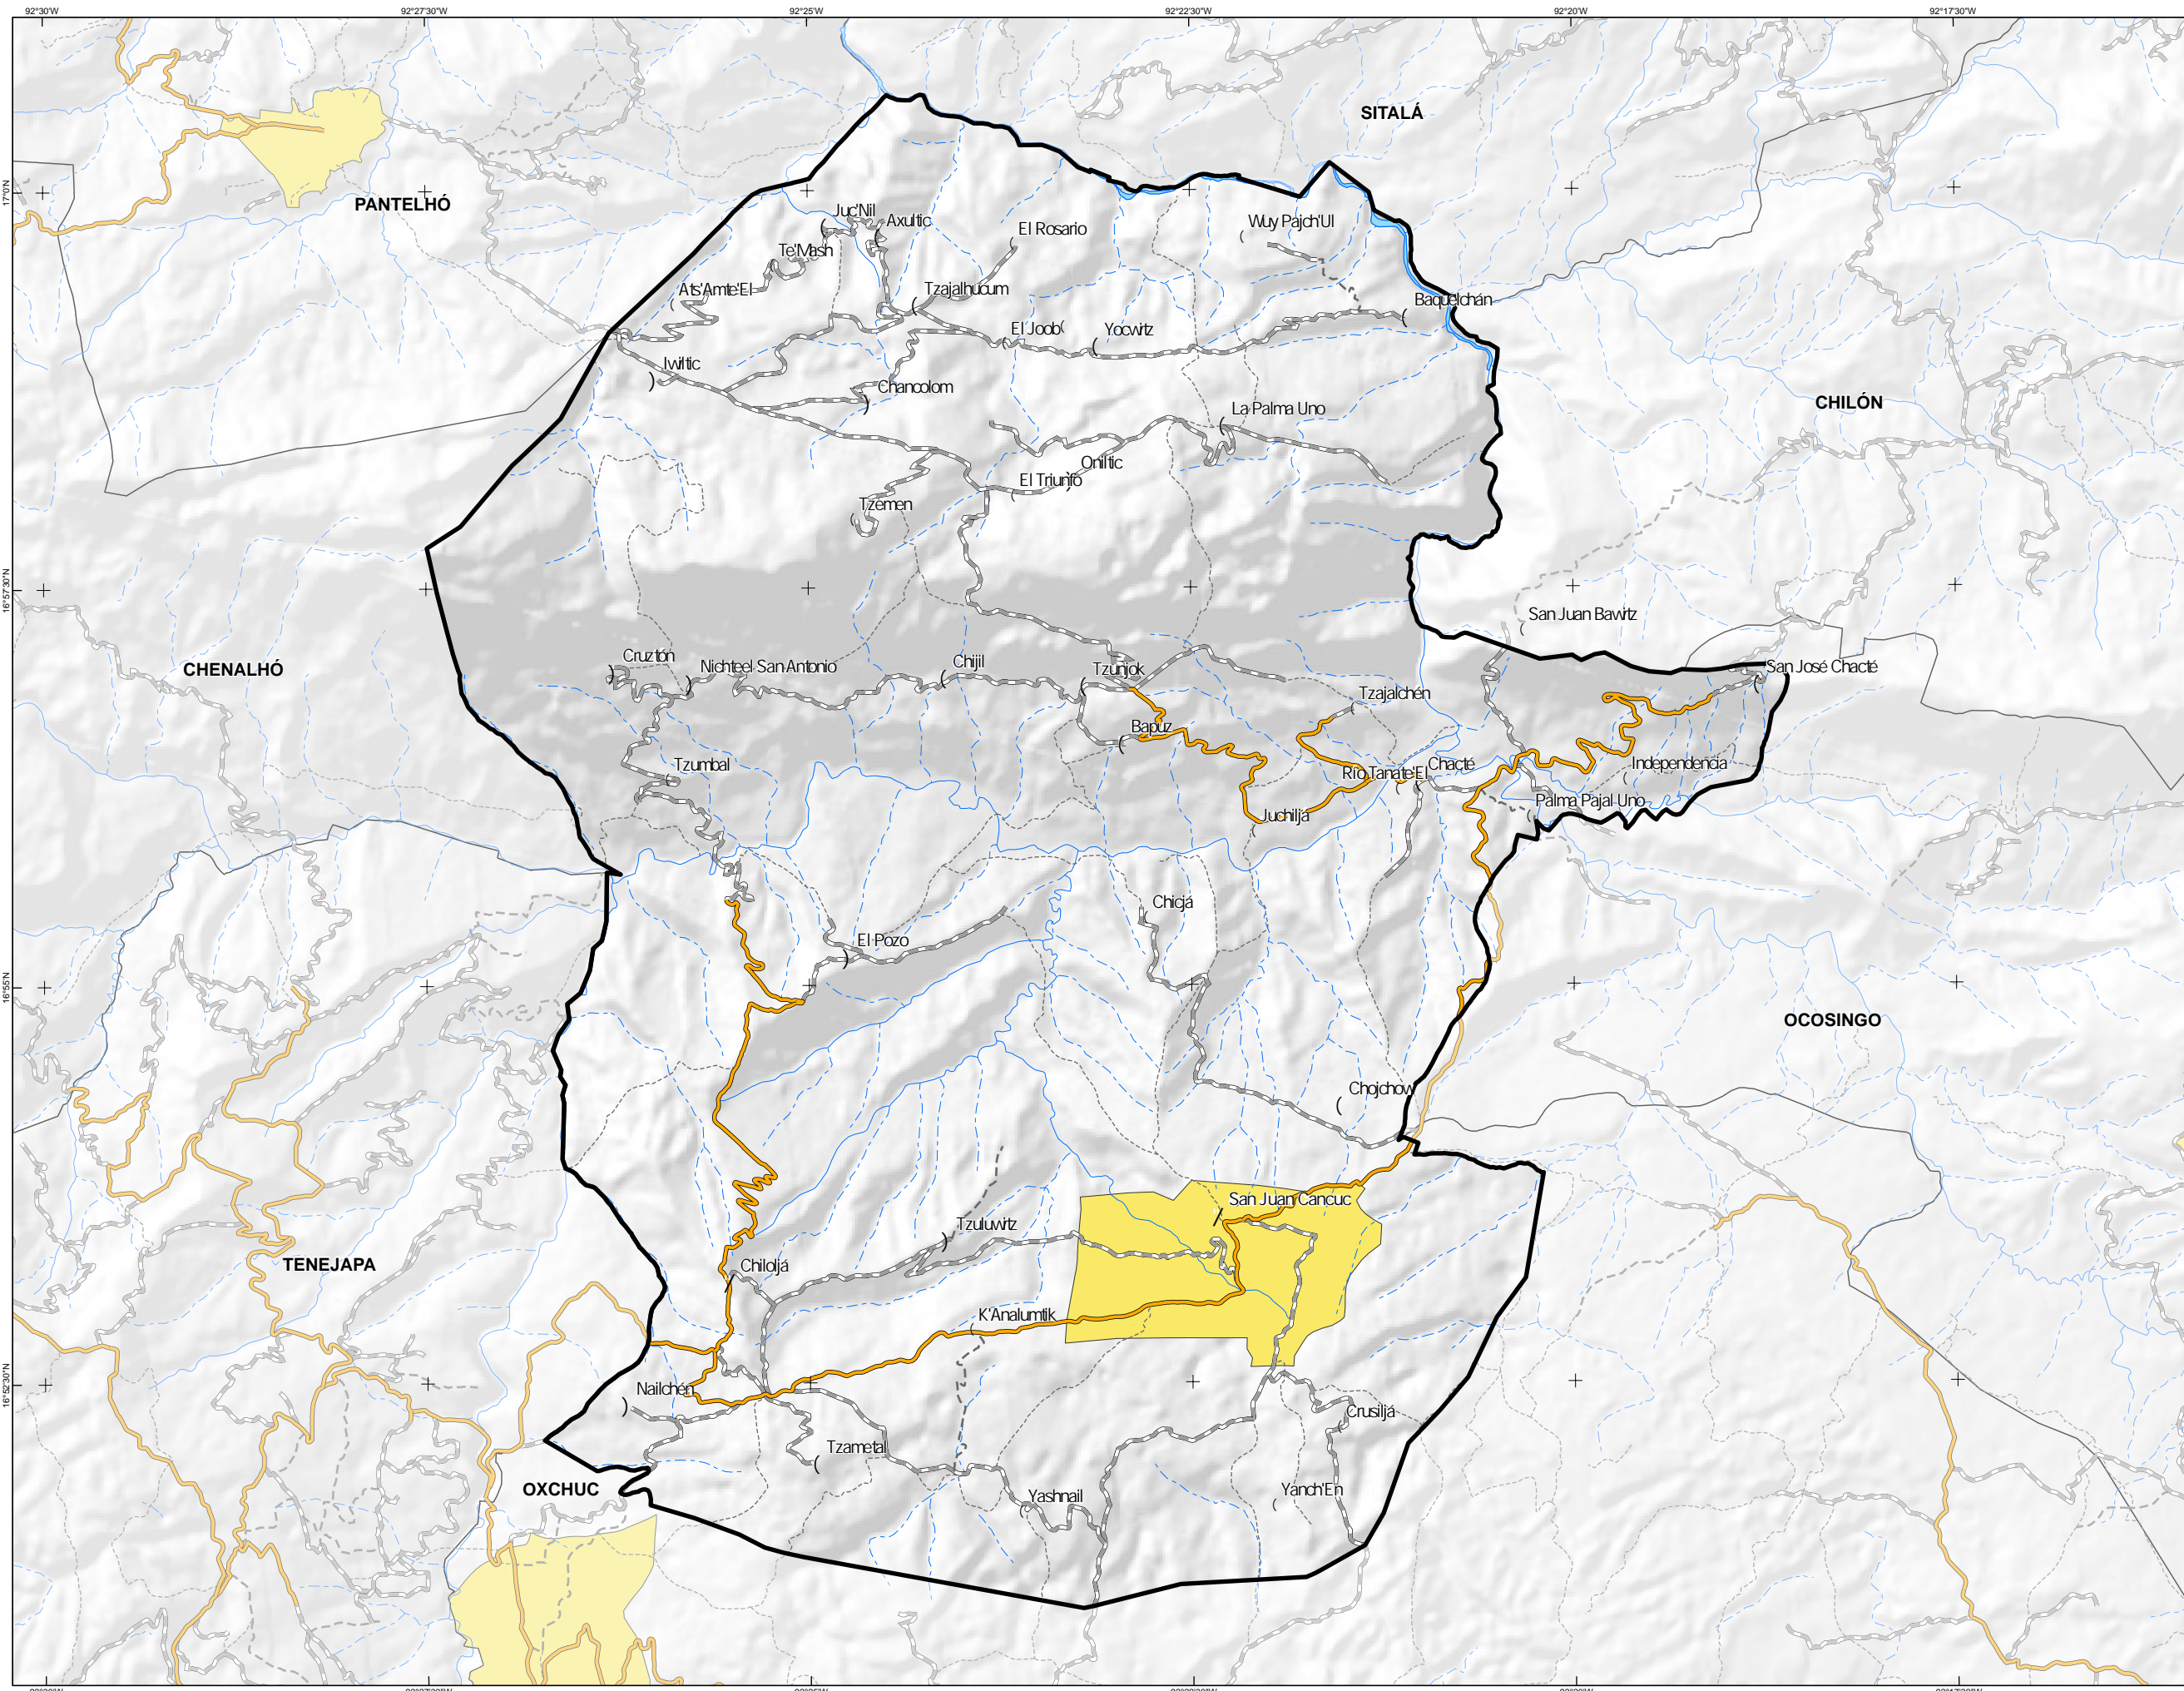 92°30'W
92°27'30"W
92°25'W
92°22'30"W
92°20'W
92°17'30"W
17°0'N
16°57'30"N
16°55'N
16°52'30"N
SITALÁ
PANTELHÓ
Juc'Nil
Axultic
Wuy Pajch'Ul
El Rosario
Te'Mash
Ats'Amte'El
Tzajalhucum
Baquelchán
El Joob
Yocwitz
Iwiltic
Chancolom
CHILÓN
La Palma Uno
Oniltic
El Triunfo
Tzemen
San Juan Bawitz
CHENALHÓ
Cruztón
Nichteel San Antonio
Chijil
Tzunjok
San José Chacté
Tzajalchén
Bapuz
Tzumbal
Río Tanate'El
Chacté
Independencia
Palma Pajal Uno
Juchiljá
Chicjá
El Pozo
OCOSINGO
Chojchow
San Juan Cancuc
Tzuluwitz
TENEJAPA
Chiloljá
K'Analumtik
Nailchén
Crusiljá
Tzametal
OXCHUC
Yashnail
Yanch'En